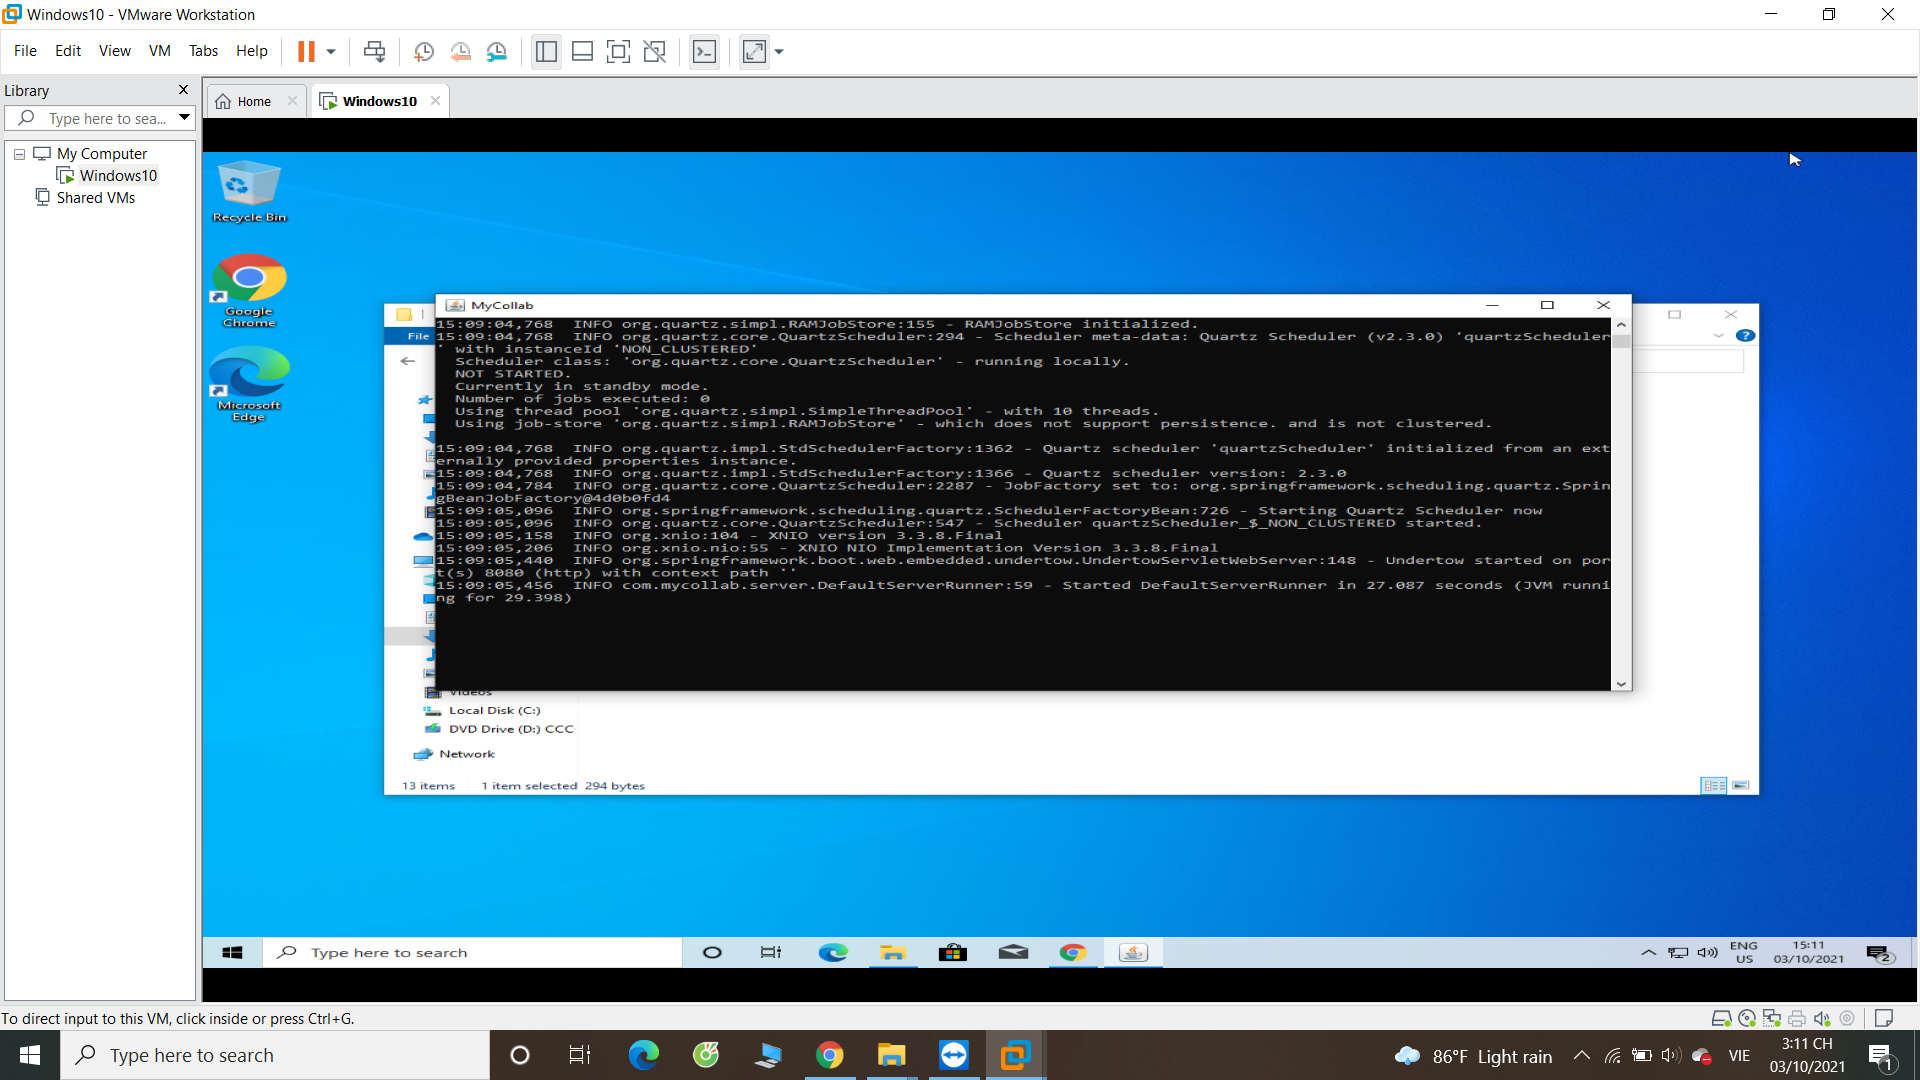 Windows10 - VMware Workstation
File Edit View VM Tabs Help
Library
Type here to sea...
My Computer
Windows10
Shared VMs
Home
Windows10
Recycle Bin
Google
Chrome
Microsoft
Edge
File
MyCollab
15:09:04,768  INFO org.quartz.simpl.RAMJobStore:155 - RAMJobStore initialized.
15:09:04,768  INFO org.quartz.core.QuartzScheduler:294 - Scheduler meta-data: Quartz Scheduler (v2.3.0) 'quartzScheduler
' with instanceId 'NON_CLUSTERED'
Scheduler class: 'org.quartz.core.QuartzScheduler' - running locally.
NOT STARTED.
Currently in standby mode.
Number of jobs executed: 0
Using thread pool 'org.quartz.simpl.SimpleThreadPool' - with 10 threads.
Using job-store 'org.quartz.simpl.RAMJobStore' - which does not support persistence. and is not clustered.
15:09:04,768  INFO org.quartz.impl.StdSchedulerFactory:1362 - Quartz scheduler 'quartzScheduler' initialized from an ext
ernally provided properties instance.
15:09:04,768  INFO org.quartz.impl.StdSchedulerFactory:1366 - Quartz scheduler version: 2.3.0
15:09:04,784  INFO org.quartz.core.QuartzScheduler:2287 - JobFactory set to: org.springframework.scheduling.quartz.Sprin
gBeanJobFactory@4d0b0fd4
15:09:05,096  INFO org.springframework.scheduling.quartz.SchedulerFactoryBean:726 - Starting Quartz Scheduler now
15:09:05,096  INFO org.quartz.core.QuartzScheduler:547 - Scheduler quartzScheduler_$_NON_CLUSTERED started.
15:09:05,158  INFO org.xnio:104 - XNIO version 3.3.8.Final
15:09:05,206  INFO org.xnio.nio:55 - XNIO NIO Implementation Version 3.3.8.Final
15:09:05,440  INFO org.springframework.boot.web.embedded.undertow.UndertowServletWebServer:148 - Undertow started on por
t(s) 8080 (http) with context path ''
15:09:05,456  INFO com.mycollab.server.DefaultServerRunner:59 - Started DefaultServerRunner in 27.087 seconds (JVM runni
ng for 29.398)
Videos
Local Disk (C:)
DVD Drive (D:) CCC
Network
13 items 1 item selected 294 bytes
Type here to search
ENG
US
15:11
03/10/2021
2
To direct input to this VM, click inside or press Ctrl+G.
Type here to search
86°F Light rain
VIE
3:11 CH
03/10/2021
1